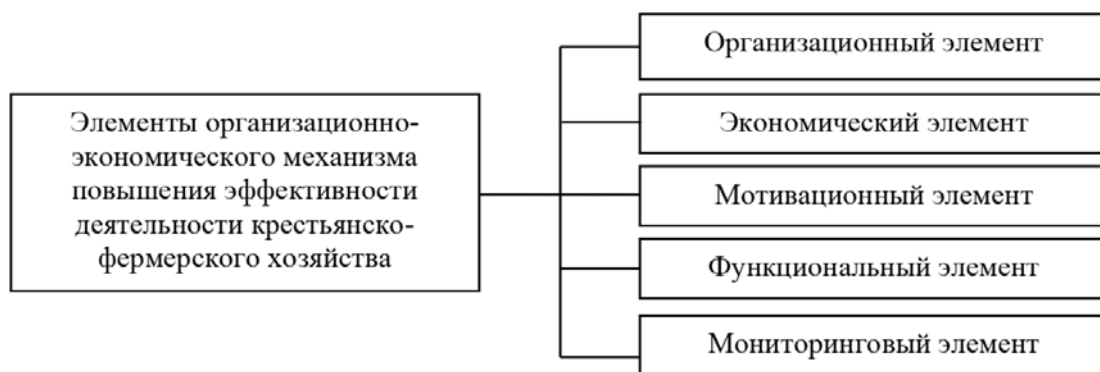 Элементы организационно-
экономического механизма
повышения эффективности
деятельности крестьянско-
фермерского хозяйства
Организационный элемент
Экономический элемент
Мотивационный элемент
Функциональный элемент
Мониторинговый элемент